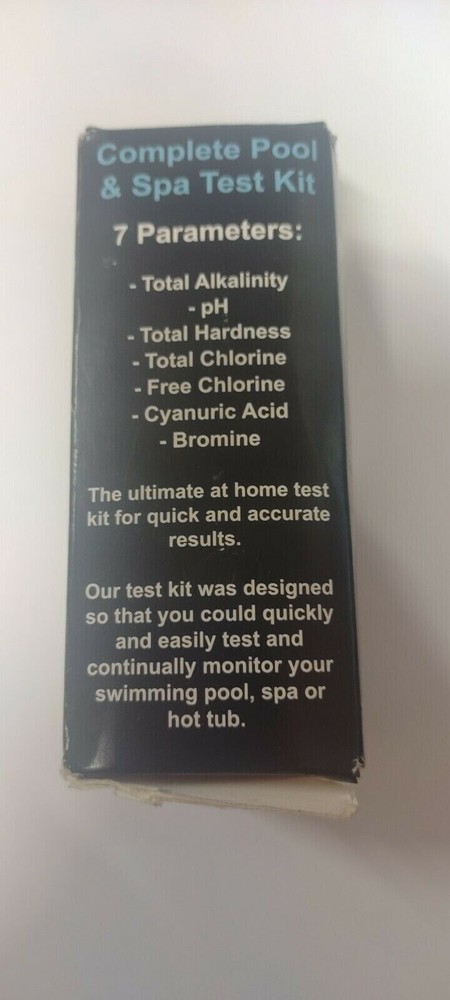 Complete Pool
& Spa Test Kit
7 Parameters:
- Total Alkalinity
- pH
- Total Hardness
- Total Chlorine
- Free Chlorine
- Cyanuric Acid
- Bromine
The ultimate at home test
kit for quick and accurate
results.
Our test kit was designed
so that you could quickly
and easily test and
continually monitor your
swimming pool, spa or
hot tub.